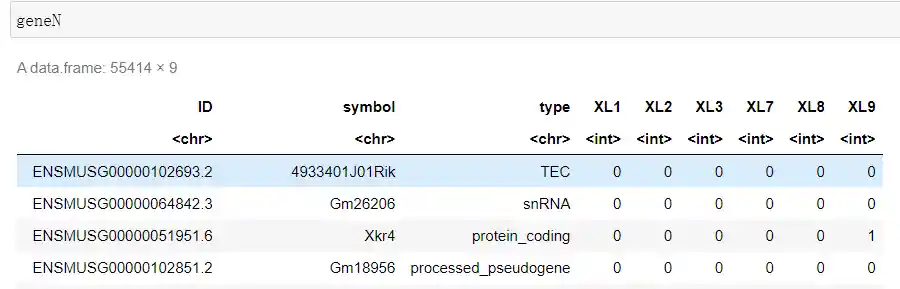 geneN
A data.frame: 55414 × 9
ID symbol type XL1 XL2 XL3 XL7 XL8 XL9
<chr> <chr> <chr> <int> <int> <int> <int> <int> <int>
ENSMUSG00000102693.2 4933401J01Rik TEC 0 0 0 0 0 0
ENSMUSG00000064842.3 Gm26206 snRNA 0 0 0 0 0 0
ENSMUSG00000051951.6 Xkr4 protein_coding 0 0 0 0 0 1
ENSMUSG00000102851.2 Gm18956 processed_pseudogene 0 0 0 0 0 0